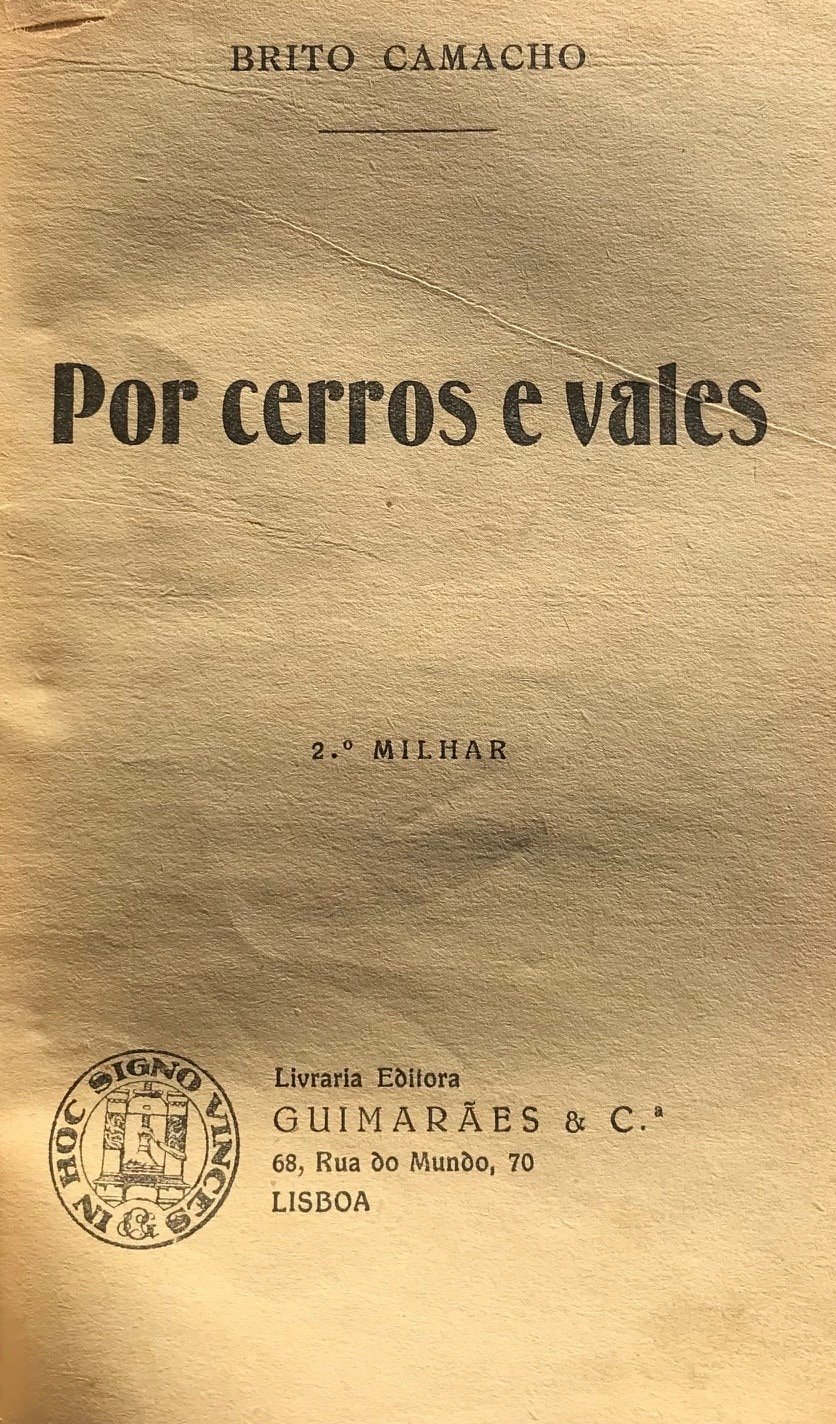 BRITO CAMACHO
Por cerros e vales
2.º MILHAR
IN HOC SIGNO VINCES
G
Livraria Editora
GUIMARÃES & C.ª
68, Rua do Mundo, 70
LISBOA